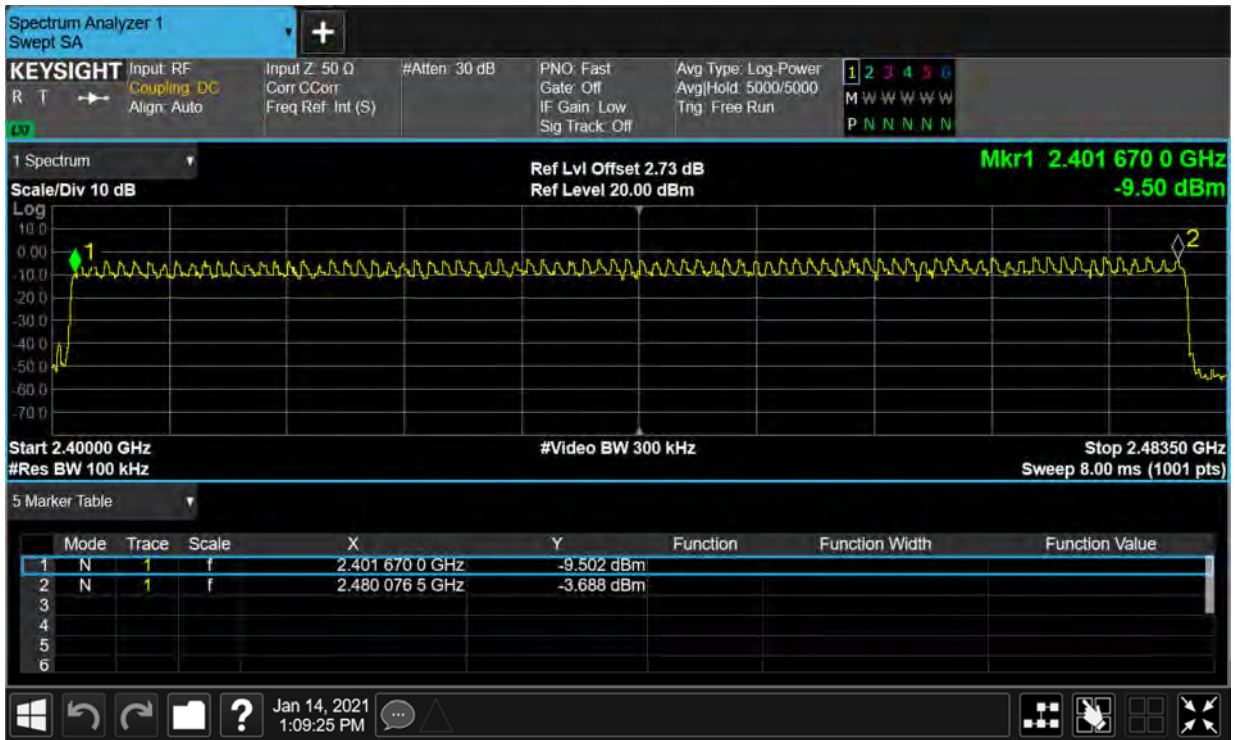 Spectrum Analyzer 1
Swept SA
+
KEYSIGHT Input: RF Input Z: 50 Ω #Atten: 30 dB PNO: Fast Avg Type: Log-Power 1 2 3 4 5 6
R T Coupling: DC Corr CCorr Gate: Off Avg|Hold: 5000/5000 M W W W W W
Align: Auto Freq Ref: Int (S) IF Gain: Low Trig: Free Run P N N N N N
Sig Track: Off
1 Spectrum Ref Lvl Offset 2.73 dB Mkr1 2.401 670 0 GHz
Scale/Div 10 dB Ref Level 20.00 dBm -9.50 dBm
Log
10.0
0.00 1 2
-10.0
-20.0
-30.0
-40.0
-50.0
-60.0
-70.0
Start 2.40000 GHz #Video BW 300 kHz Stop 2.48350 GHz
#Res BW 100 kHz Sweep 8.00 ms (1001 pts)
5 Marker Table
Mode Trace Scale X Y Function Function Width Function Value
1 N 1 f 2.401 670 0 GHz -9.502 dBm
2 N 1 f 2.480 076 5 GHz -3.688 dBm
3
4
5
6
? Jan 14, 2021
1:09:25 PM